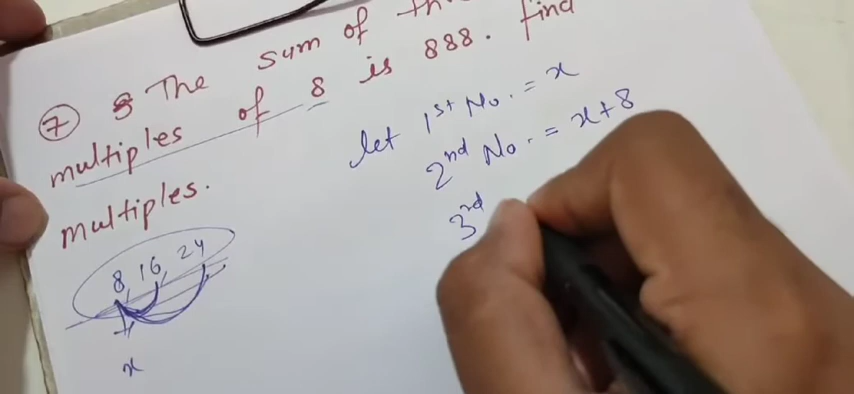 ⑦ The sum of
multiples of 8 is 888. find
multiples.
8, 16, 24
x
let 1st No. = x
2nd No. = x+8
3rd